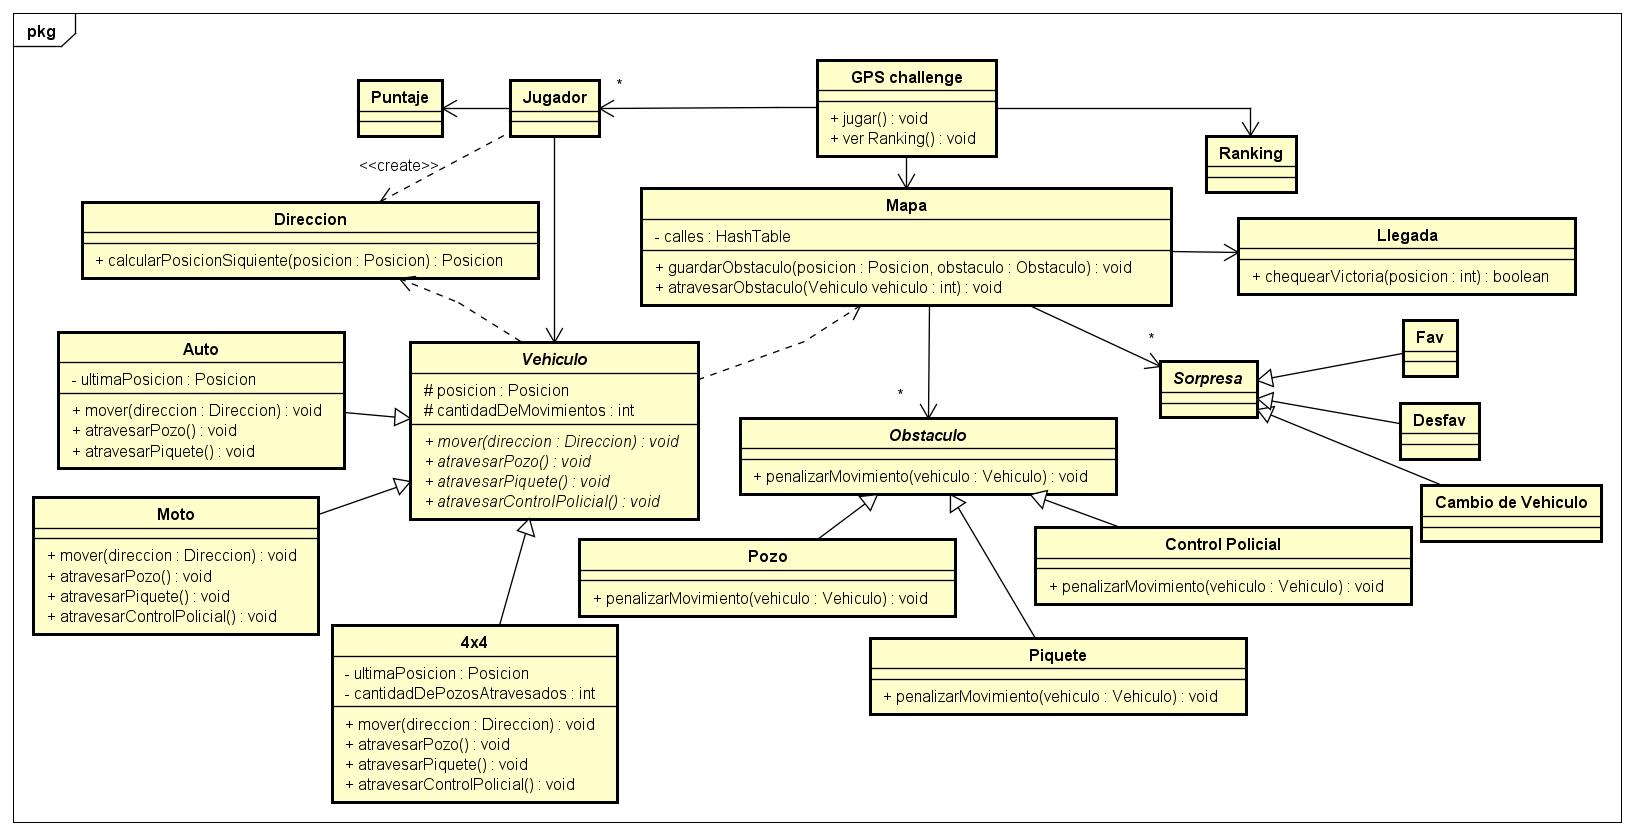 pkg
GPS challenge
+ jugar() : void
+ ver Ranking() : void
Puntaje
Jugador
*
<<create>>
Ranking
Direccion
+ calcularPosicionSiquiente(posicion : Posicion) : Posicion
Mapa
- calles : HashTable
+ guardarObstaculo(posicion : Posicion, obstaculo : Obstaculo) : void
+ atravesarObstaculo(Vehiculo vehiculo : int) : void
Llegada
+ chequearVictoria(posicion : int) : boolean
Auto
- ultimaPosicion : Posicion
+ mover(direccion : Direccion) : void
+ atravesarPozo() : void
+ atravesarPiquete() : void
Vehiculo
# posicion : Posicion
# cantidadDeMovimientos : int
+ mover(direccion : Direccion) : void
+ atravesarPozo() : void
+ atravesarPiquete() : void
+ atravesarControlPolicial() : void
*
*
Sorpresa
Fav
Desfav
Cambio de Vehiculo
Obstaculo
+ penalizarMovimiento(vehiculo : Vehiculo) : void
Moto
+ mover(direccion : Direccion) : void
+ atravesarPozo() : void
+ atravesarPiquete() : void
+ atravesarControlPolicial() : void
Pozo
+ penalizarMovimiento(vehiculo : Vehiculo) : void
Control Policial
+ penalizarMovimiento(vehiculo : Vehiculo) : void
4x4
- ultimaPosicion : Posicion
- cantidadDePozosAtravesados : int
+ mover(direccion : Direccion) : void
+ atravesarPozo() : void
+ atravesarPiquete() : void
+ atravesarControlPolicial() : void
Piquete
+ penalizarMovimiento(vehiculo : Vehiculo) : void